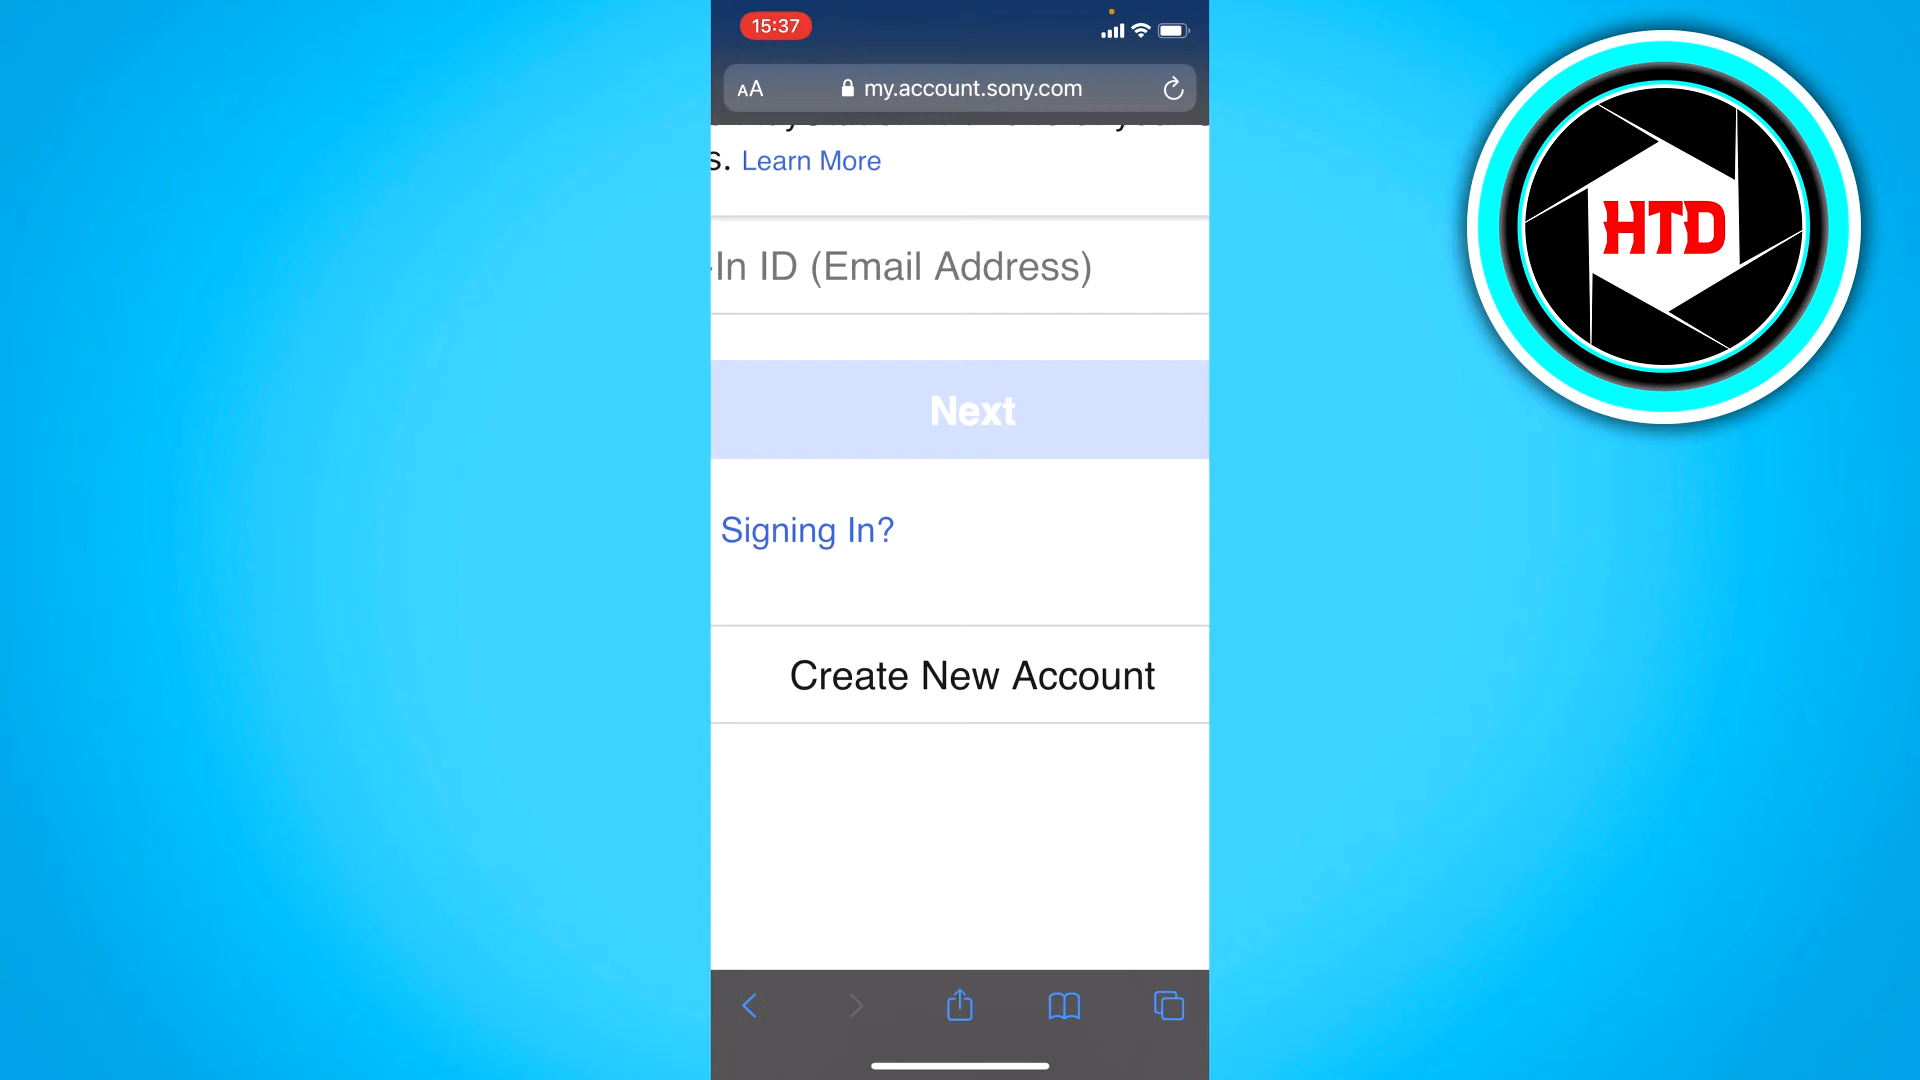 15:37
AA my.account.sony.com
s. Learn More
-In ID (Email Address)
Next
Signing In?
Create New Account
HTD